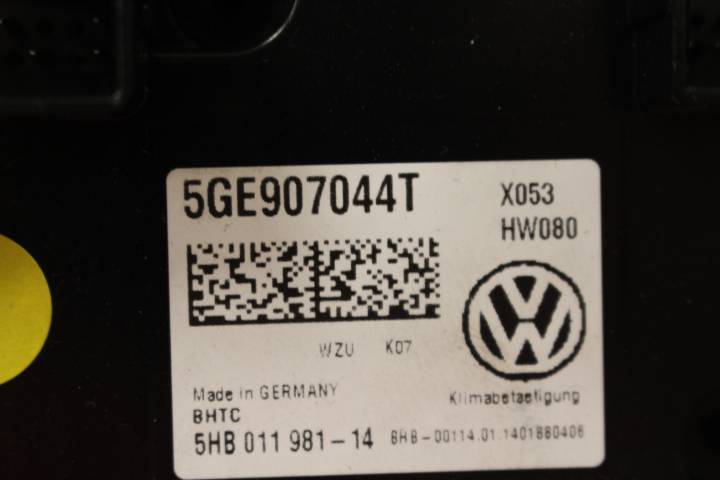 5GE907044T
X053
HW080
WZU K07
Made in GERMANY
BHTC
Klimabetaetigung
5HB 011 981-14
BHB-00114.01.1401880406